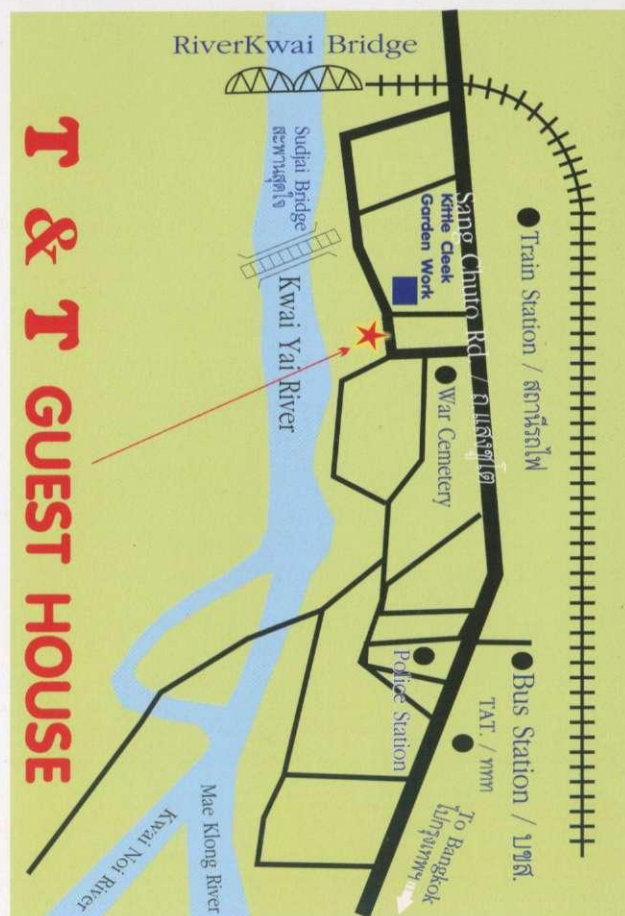 RiverKwai Bridge
Sudjai Bridge
สะพานสุดใจ
Kwai Yai River
Kittle Cleek
Garden Work
Sang Chuto Rd. / ถ.แสงชูโต
Train Station / สถานีรถไฟ
War Cemetery
Police Station
Bus Station / บขส.
TAT. / ททท
To Bangkok
ไปกรุงเทพฯ
Mae Klong River
Kwai Noi River
T & T GUEST HOUSE